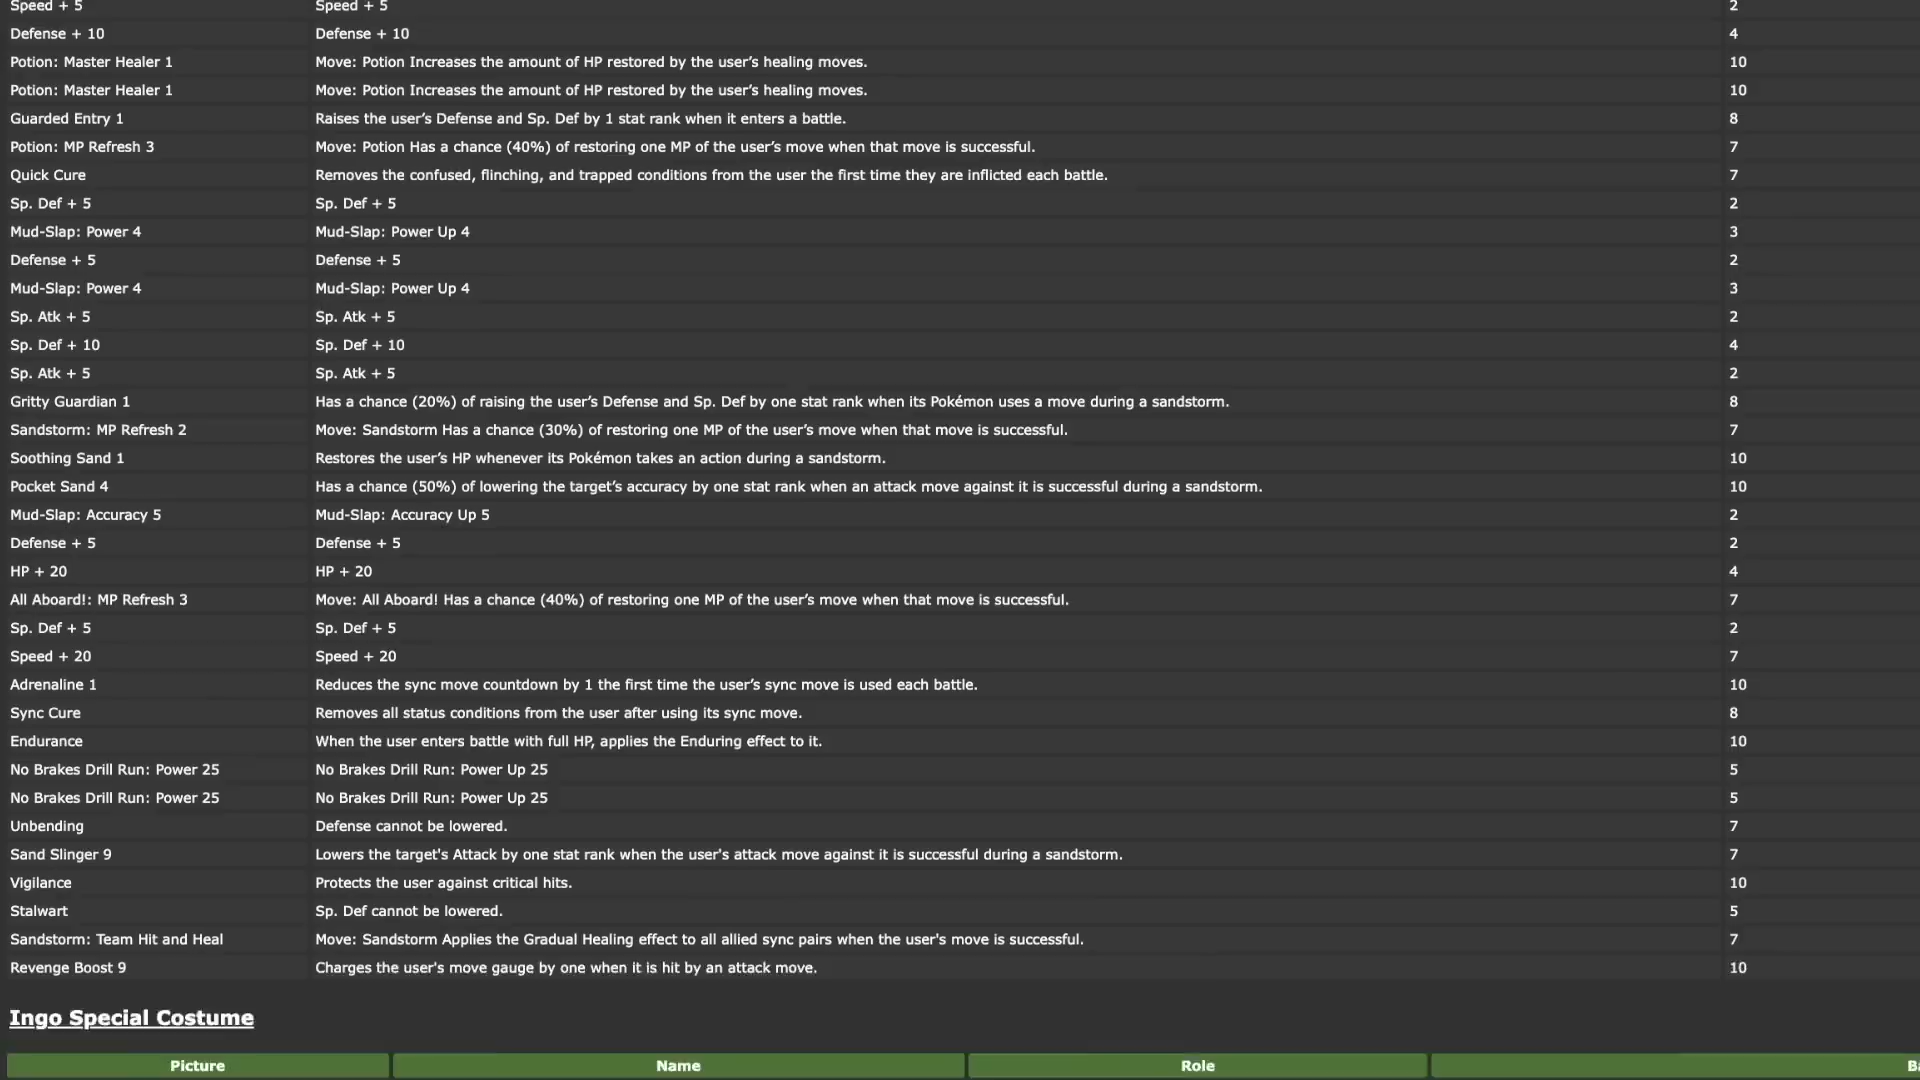 Speed + 5 Speed + 5 2
Defense + 10 Defense + 10 4
Potion: Master Healer 1 Move: Potion Increases the amount of HP restored by the user’s healing moves. 10
Potion: Master Healer 1 Move: Potion Increases the amount of HP restored by the user’s healing moves. 10
Guarded Entry 1 Raises the user’s Defense and Sp. Def by 1 stat rank when it enters a battle. 8
Potion: MP Refresh 3 Move: Potion Has a chance (40%) of restoring one MP of the user’s move when that move is successful. 7
Quick Cure Removes the confused, flinching, and trapped conditions from the user the first time they are inflicted each battle. 7
Sp. Def + 5 Sp. Def + 5 2
Mud-Slap: Power 4 Mud-Slap: Power Up 4 3
Defense + 5 Defense + 5 2
Mud-Slap: Power 4 Mud-Slap: Power Up 4 3
Sp. Atk + 5 Sp. Atk + 5 2
Sp. Def + 10 Sp. Def + 10 4
Sp. Atk + 5 Sp. Atk + 5 2
Gritty Guardian 1 Has a chance (20%) of raising the user’s Defense and Sp. Def by one stat rank when its Pokémon uses a move during a sandstorm. 8
Sandstorm: MP Refresh 2 Move: Sandstorm Has a chance (30%) of restoring one MP of the user’s move when that move is successful. 7
Soothing Sand 1 Restores the user’s HP whenever its Pokémon takes an action during a sandstorm. 10
Pocket Sand 4 Has a chance (50%) of lowering the target’s accuracy by one stat rank when an attack move against it is successful during a sandstorm. 10
Mud-Slap: Accuracy 5 Mud-Slap: Accuracy Up 5 2
Defense + 5 Defense + 5 2
HP + 20 HP + 20 4
All Aboard!: MP Refresh 3 Move: All Aboard! Has a chance (40%) of restoring one MP of the user’s move when that move is successful. 7
Sp. Def + 5 Sp. Def + 5 2
Speed + 20 Speed + 20 7
Adrenaline 1 Reduces the sync move countdown by 1 the first time the user’s sync move is used each battle. 10
Sync Cure Removes all status conditions from the user after using its sync move. 8
Endurance When the user enters battle with full HP, applies the Enduring effect to it. 10
No Brakes Drill Run: Power 25 No Brakes Drill Run: Power Up 25 5
No Brakes Drill Run: Power 25 No Brakes Drill Run: Power Up 25 5
Unbending Defense cannot be lowered. 7
Sand Slinger 9 Lowers the target's Attack by one stat rank when the user's attack move against it is successful during a sandstorm. 7
Vigilance Protects the user against critical hits. 10
Stalwart Sp. Def cannot be lowered. 5
Sandstorm: Team Hit and Heal Move: Sandstorm Applies the Gradual Healing effect to all allied sync pairs when the user's move is successful. 7
Revenge Boost 9 Charges the user's move gauge by one when it is hit by an attack move. 10
Ingo Special Costume
Picture Name Role